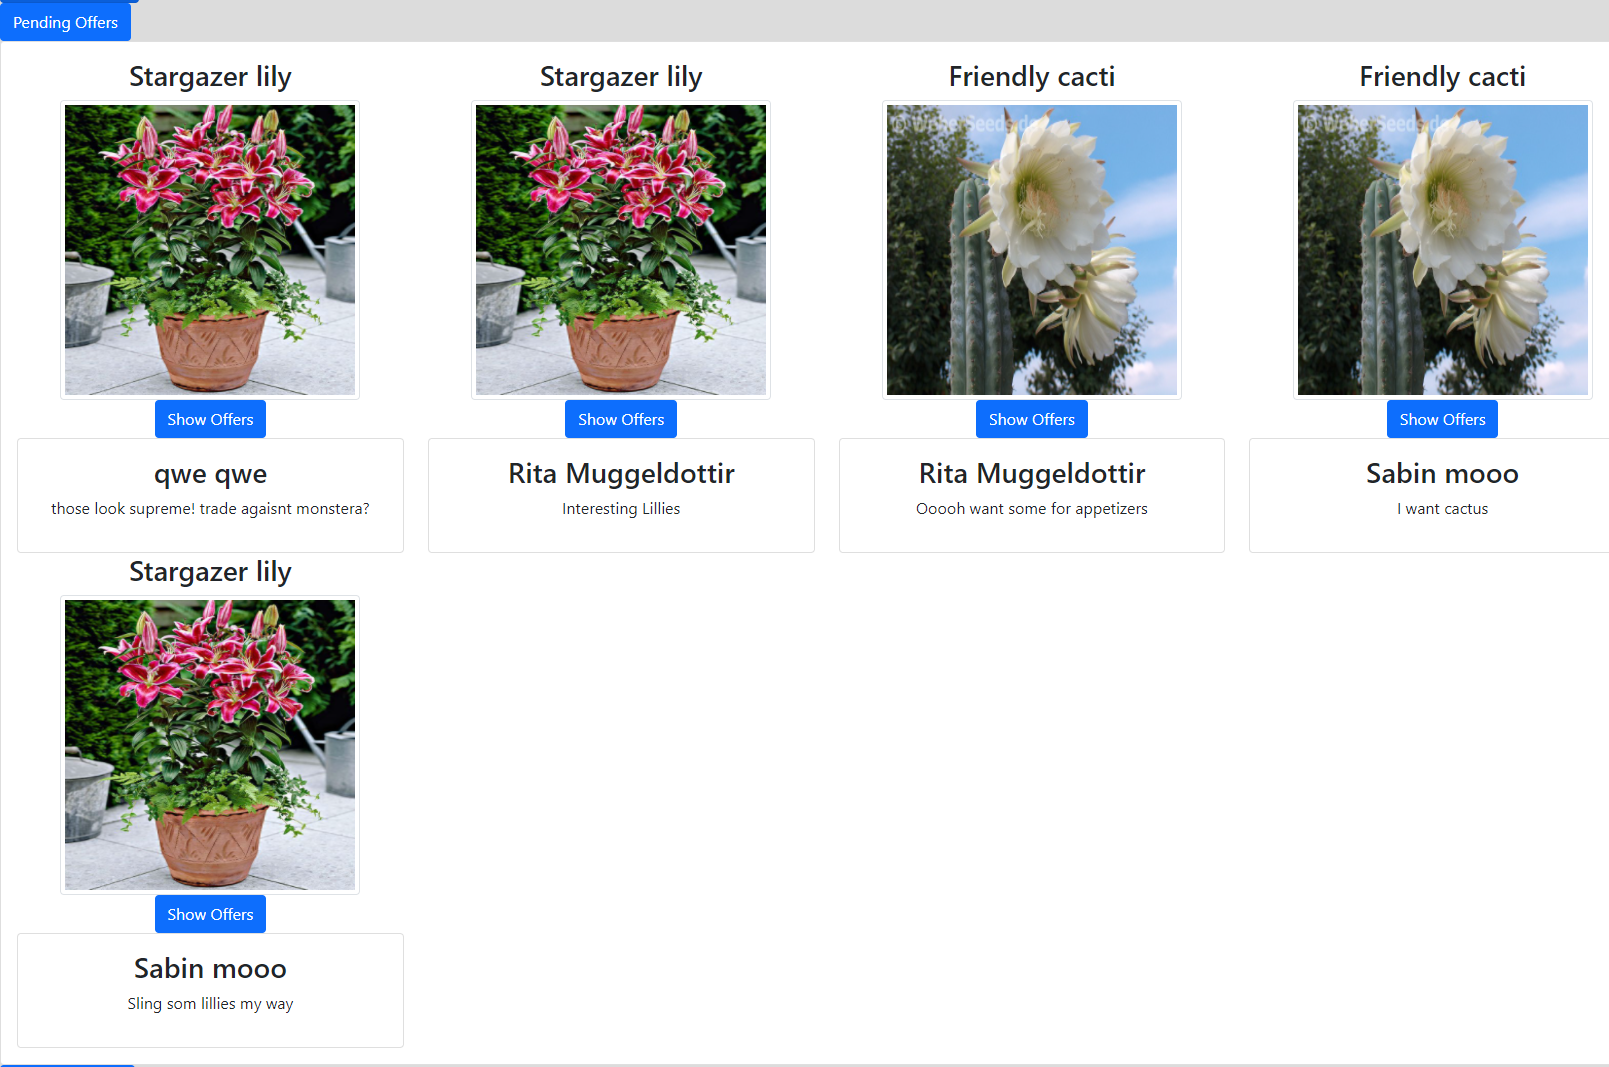 Pending Offers
Stargazer lily
Stargazer lily
Friendly cacti
Friendly cacti
Show Offers
Show Offers
Show Offers
Show Offers
qwe qwe
those look supreme! trade agaisnt monstera?
Rita Muggeldottir
Interesting Lillies
Rita Muggeldottir
Ooooh want some for appetizers
Sabin mooo
I want cactus
Stargazer lily
Show Offers
Sabin mooo
Sling som lillies my way